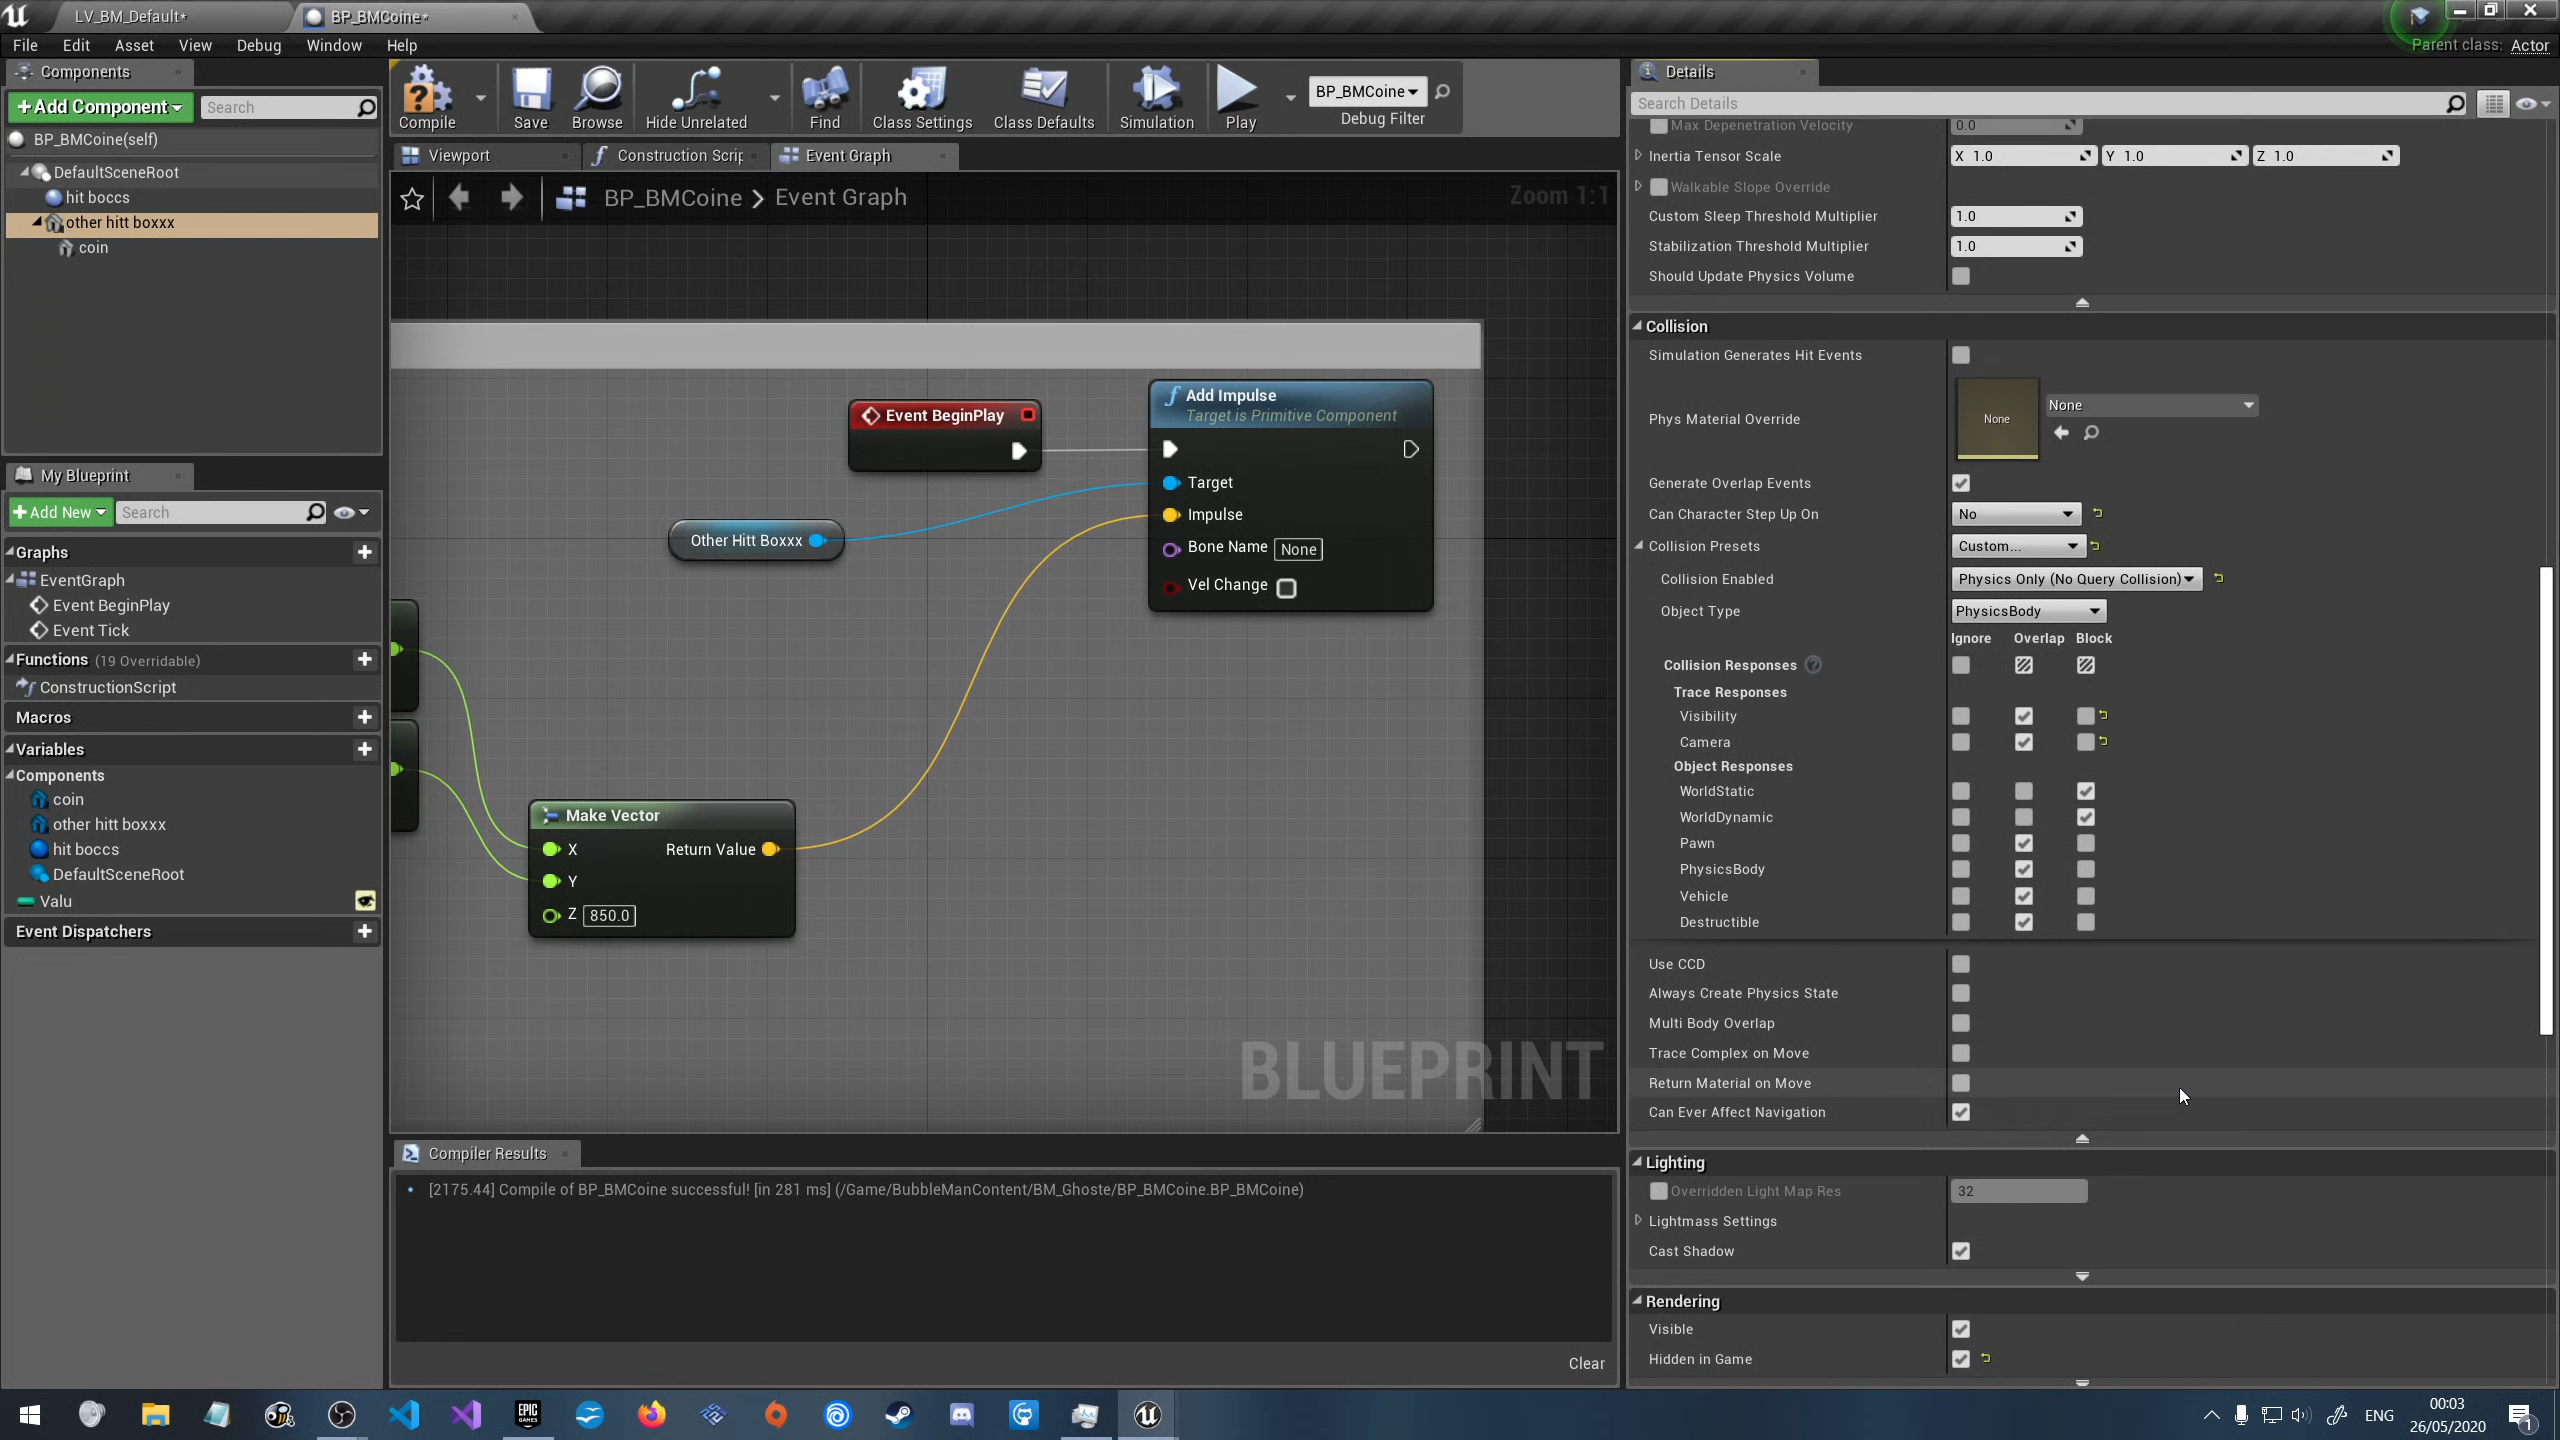 LV_BM_Default*
BP_BMCoine*
File Edit Asset View Debug Window Help
Parent class: Actor
Components
+Add Component
Search
BP_BMCoine(self)
DefaultSceneRoot
hit boccs
other hitt boxxx
coin
My Blueprint
+Add New
Search
Graphs
EventGraph
Event BeginPlay
Event Tick
Functions (19 Overridable)
ConstructionScript
Macros
Variables
Components
coin
other hitt boxxx
hit boccs
DefaultSceneRoot
Valu
Event Dispatchers
Compile Save Browse Hide Unrelated Find Class Settings Class Defaults Simulation Play
BP_BMCoine
Debug Filter
Viewport Construction Scrip Event Graph
BP_BMCoine > Event Graph
Zoom 1:1
Event BeginPlay
Add Impulse
Target is Primitive Component
Target
Impulse
Bone Name None
Vel Change
Other Hitt Boxxx
Make Vector
X Return Value
Y
Z 850.0
BLUEPRINT
Compiler Results
[2175.44] Compile of BP_BMCoine successful! [in 281 ms] (/Game/BubbleManContent/BM_Ghoste/BP_BMCoine.BP_BMCoine)
Clear
Details
Search Details
Max Depenetration Velocity 0.0
Inertia Tensor Scale X 1.0 Y 1.0 Z 1.0
Walkable Slope Override
Custom Sleep Threshold Multiplier 1.0
Stabilization Threshold Multiplier 1.0
Should Update Physics Volume
Collision
Simulation Generates Hit Events
Phys Material Override None None
Generate Overlap Events
Can Character Step Up On No
Collision Presets Custom...
Collision Enabled Physics Only (No Query Collision)
Object Type PhysicsBody
Ignore Overlap Block
Collision Responses
Trace Responses
Visibility
Camera
Object Responses
WorldStatic
WorldDynamic
Pawn
PhysicsBody
Vehicle
Destructible
Use CCD
Always Create Physics State
Multi Body Overlap
Trace Complex on Move
Return Material on Move
Can Ever Affect Navigation
Lighting
Overridden Light Map Res 32
Lightmass Settings
Cast Shadow
Rendering
Visible
Hidden in Game
EPIC GAMES
ENG
00:03
26/05/2020
1